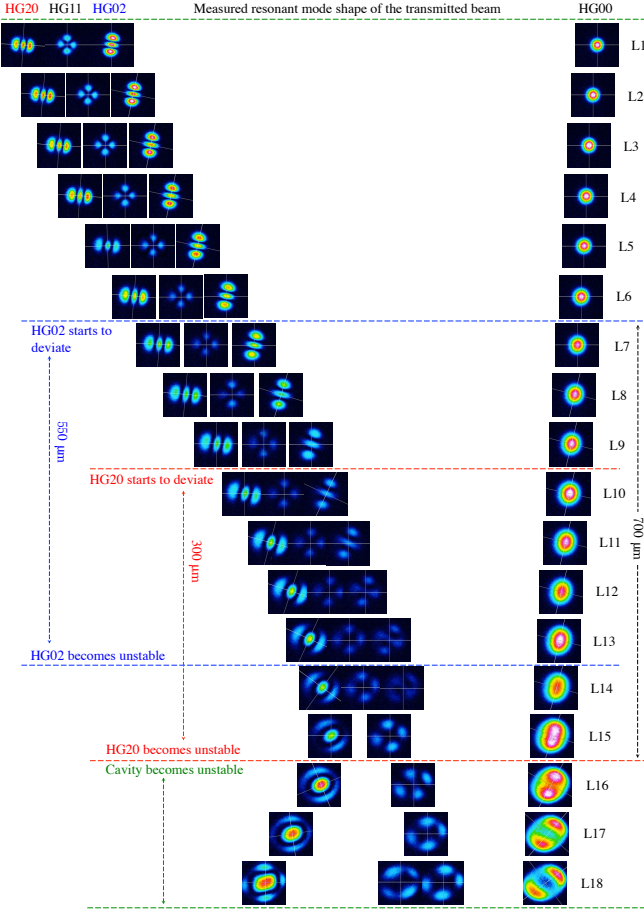 HG20 HG11 HG02 Measured resonant mode shape of the transmitted beam HG00
L1
L2
L3
L4
L5
L6
HG02 starts to
deviate
L7
L8
550 μm
L9
HG20 starts to deviate
L10
700 μm
L11
300 μm
L12
L13
HG02 becomes unstable
L14
L15
HG20 becomes unstable
Cavity becomes unstable
L16
L17
L18